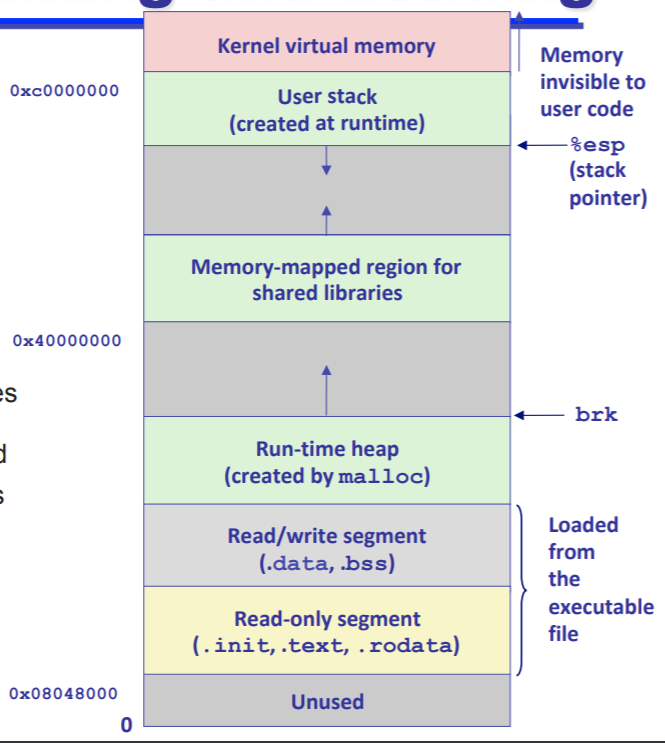 Kernel virtual memory
0xc0000000
User stack
(created at runtime)
Memory
invisible to
user code
%esp
(stack
pointer)
Memory-mapped region for
shared libraries
0x40000000
brk
Run-time heap
(created by malloc)
Read/write segment
(.data, .bss)
Read-only segment
(.init, .text, .rodata)
Loaded
from
the
executable
file
0x08048000
Unused
0